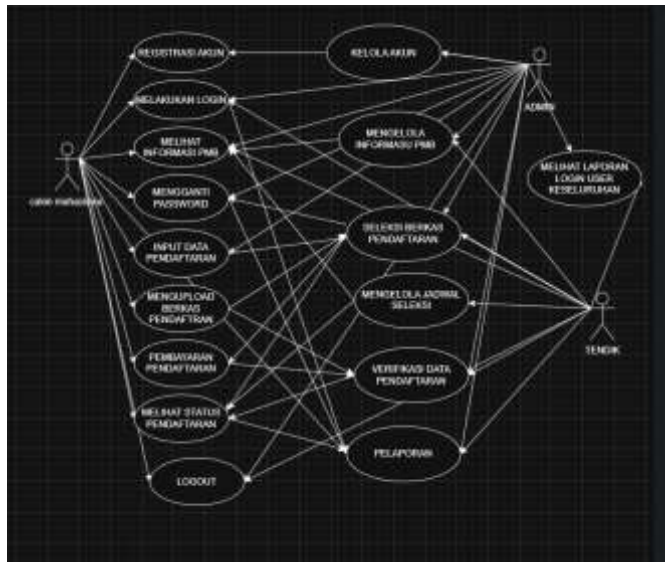 REGISTRASI AKUN
KELOLA AKUN
ADMIN
MELAKUKAN LOGIN
MELIHAT
INFORMASI PMB
MENGELOLA
INFORMASU PMB
MELIHAT LAPORAN
LOGIN USER
KESELURUHAN
calon mahasiswa
MENGGANTI
PASSWORD
SELEKSI BERKAS
PENDAFTARAN
INPUT DATA
PENDAFTARAN
MENGUPLOAD
BERKAS
PENDAFTRAN
MENGELOLA JADWAL
SELEKSI
TENDIK
PEMBAYARAN
PENDAFTARAN
VERIFIKASI DATA
PENDAFTARAN
MELIHAT STATUS
PENDAFTARAN
PELAPORAN
LOGOUT